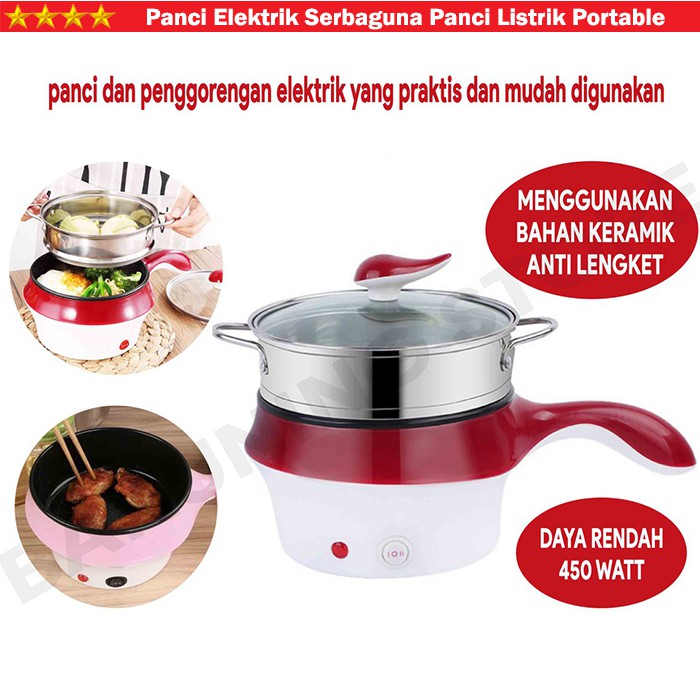 Panci Elektrik Serbaguna Panci Listrik Portable
panci dan penggorengan elektrik yang praktis dan mudah digunakan
MENGGUNAKAN
BAHAN KERAMIK
ANTI LENGKET
DAYA RENDAH
450 WATT